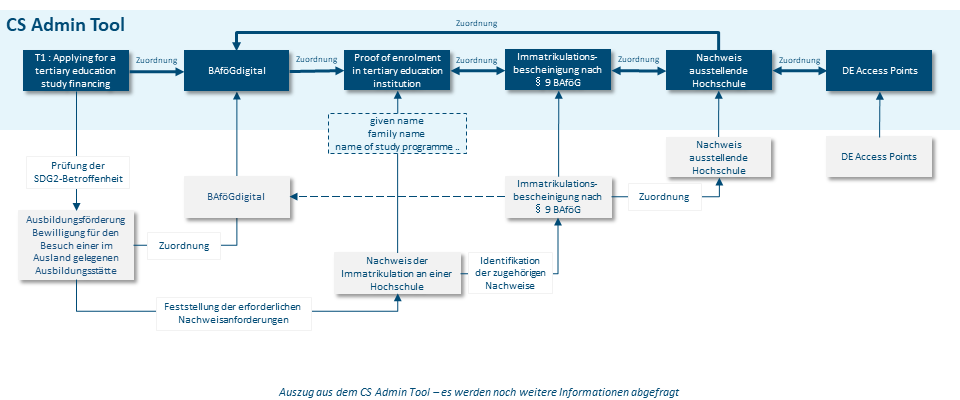 CS Admin Tool
Zuordnung
T1 : Applying for a
tertiary education
study financing
Zuordnung
BAföGdigital
Zuordnung
Proof of enrolment
in tertiary education
institution
Zuordnung
Immatrikulations-
bescheinigung nach
§ 9 BAföG
Zuordnung
Nachweis
ausstellende
Hochschule
Zuordnung
DE Access Points
given name
family name
name of study programme ..
Nachweis
ausstellende
Hochschule
DE Access Points
Prüfung der
SDG2-Betroffenheit
BAföGdigital
Immatrikulations-
bescheinigung nach
§ 9 BAföG
Zuordnung
Ausbildungsförderung
Bewilligung für den
Besuch einer im
Ausland gelegenen
Ausbildungsstätte
Zuordnung
Nachweis der
Immatrikulation an einer
Hochschule
Identifikation
der zugehörigen
Nachweise
Feststellung der erforderlichen
Nachweisanforderungen
Auszug aus dem CS Admin Tool – es werden noch weitere Informationen abgefragt